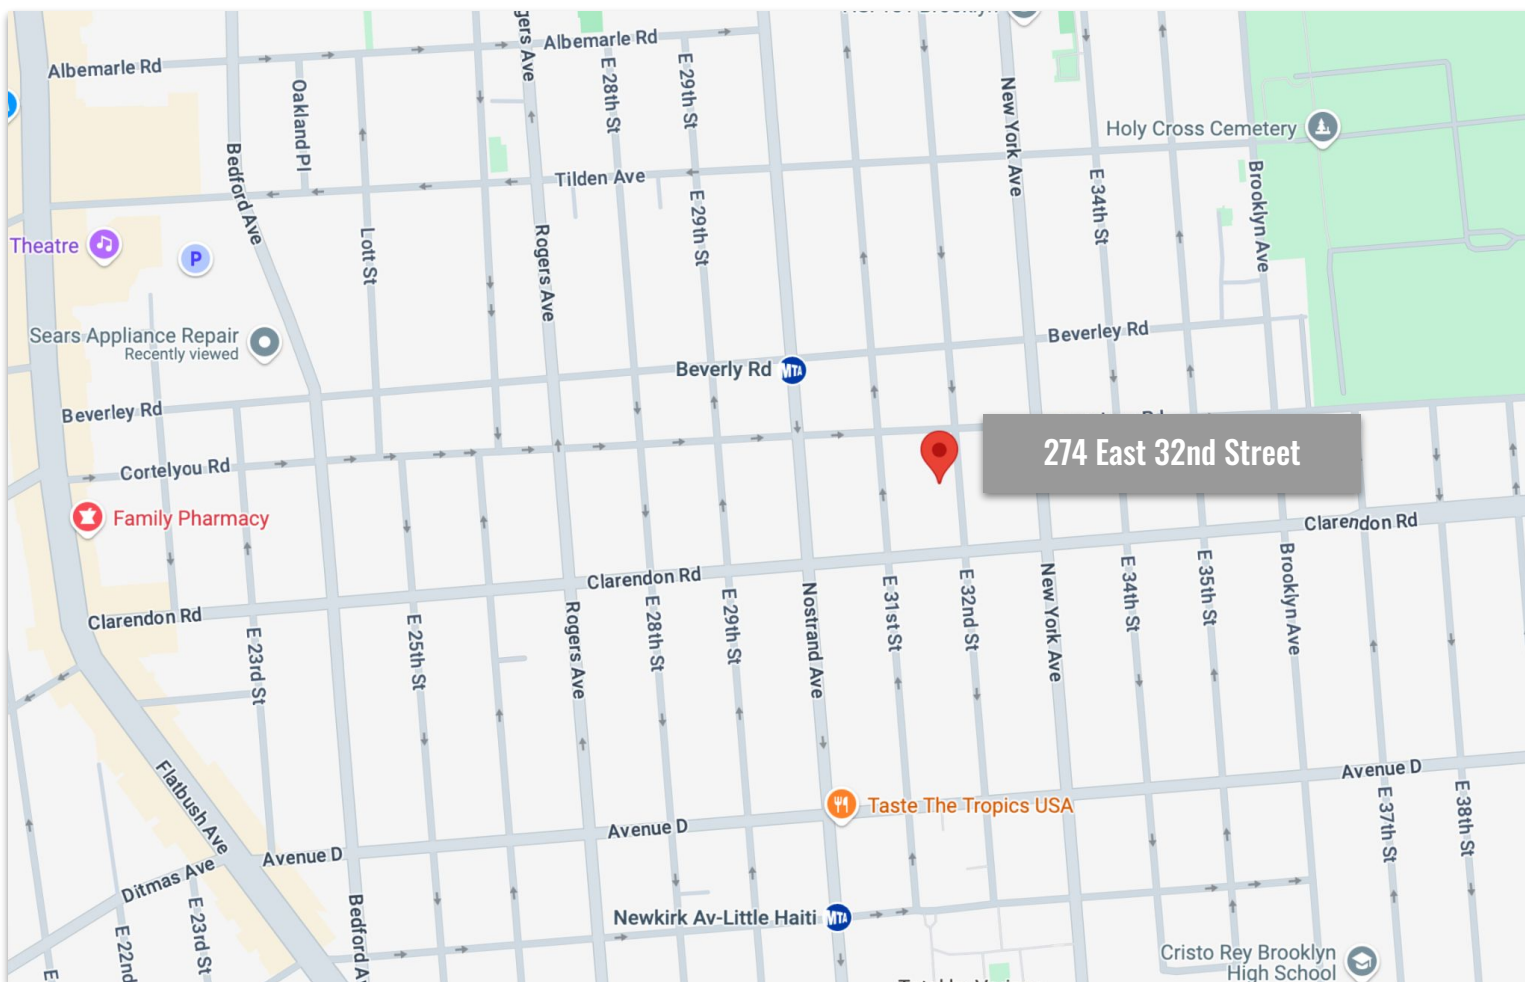 Albemarle Rd
Albemarle Rd
E 28th St
E 29th St
Oakland Pl
New York Ave
Holy Cross Cemetery
Bedford Ave
Tilden Ave
E 34th St
Brooklyn Ave
E 29th St
Theatre
P
Lott St
Rogers Ave
Sears Appliance Repair
Recently viewed
Beverley Rd
Beverly Rd
MTA
Beverley Rd
Cortelyou Rd
274 East 32nd Street
Family Pharmacy
Clarendon Rd
Clarendon Rd
Clarendon Rd
E 23rd St
E 25th St
Rogers Ave
E 28th St
E 29th St
Nostrand Ave
E 31st St
E 32nd St
New York Ave
E 34th St
E 35th St
Brooklyn Ave
Flatbush Ave
Avenue D
Avenue D
Avenue D
Taste The Tropics USA
E 37th St
E 38th St
Ditmas Ave
E 23rd St
E 22nd
Newkirk Av-Little Haiti
MTA
Cristo Rey Brooklyn
High School